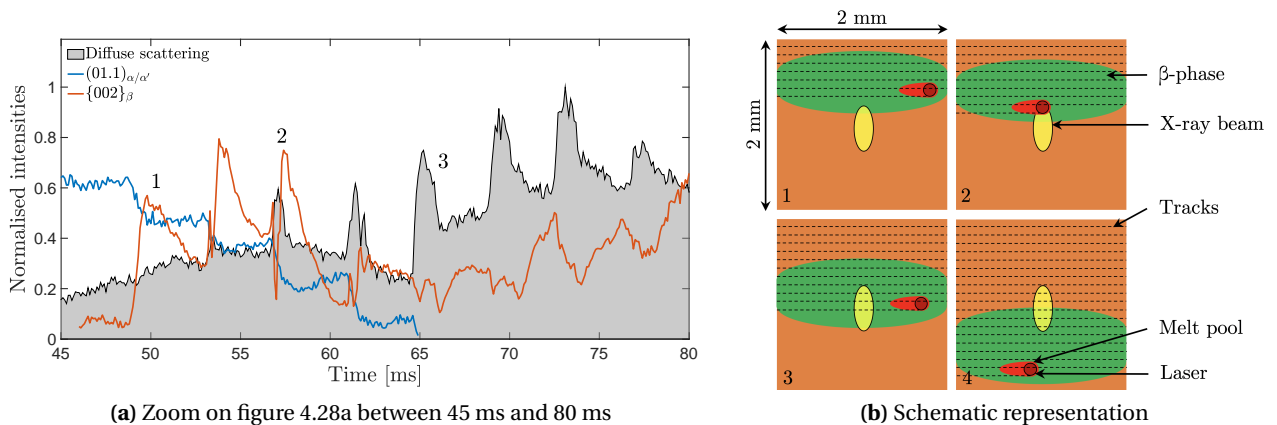 Diffuse scattering
(01.1)α/α′
{002}β
Normalised intensities
0
0.2
0.4
0.6
0.8
1
1
2
3
45 50 55 60 65 70 75 80
Time [ms]
(a) Zoom on figure 4.28a between 45 ms and 80 ms
2 mm
2 mm
1
2
3
4
β-phase
X-ray beam
Tracks
Melt pool
Laser
(b) Schematic representation